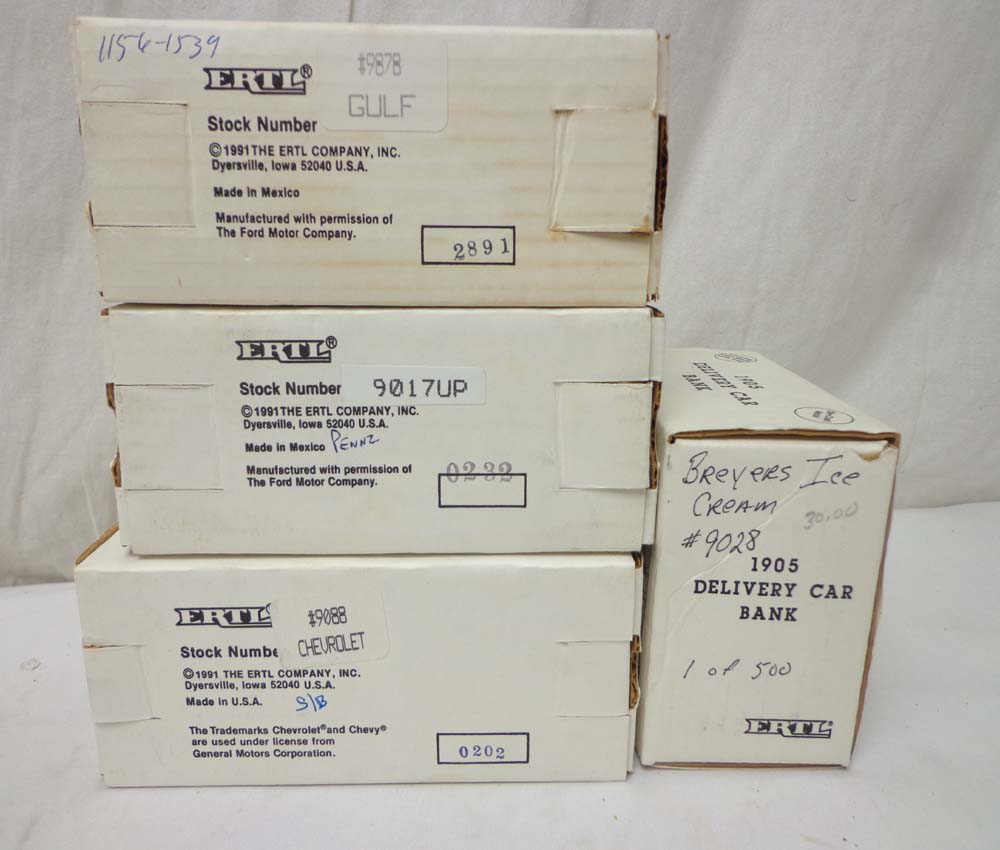 1156-1539
ERTL®
#9878
GULF
Stock Number
© 1991 THE ERTL COMPANY, INC.
Dyersville, Iowa 52040 U.S.A.
Made in Mexico
Manufactured with permission of
The Ford Motor Company.
2891
ERTL®
Stock Number 9017UP
© 1991 THE ERTL COMPANY, INC.
Dyersville, Iowa 52040 U.S.A.
Made in Mexico PENNZ
Manufactured with permission of
The Ford Motor Company.
0232
ERTL
#9088
CHEVROLET
Stock Numbe
© 1991 THE ERTL COMPANY, INC.
Dyersville, Iowa 52040 U.S.A.
Made in U.S.A. S/B
The Trademarks Chevrolet® and Chevy®
are used under license from
General Motors Corporation.
0202
1905
DELIVERY CAR
BANK
BREYERS ICE
CREAM
30.00
#9028
1905
DELIVERY CAR
BANK
1 of 500
ERTL